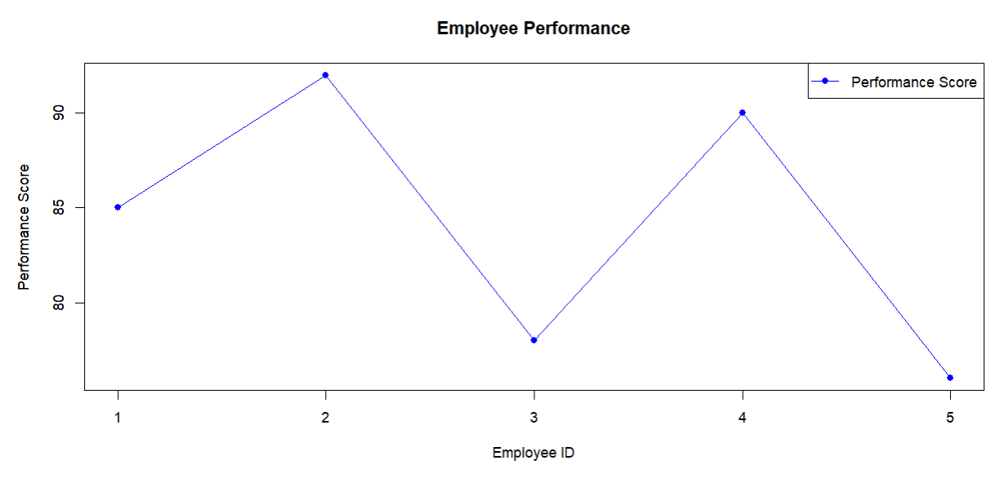 Employee Performance
Performance Score
Performance Score
90
85
80
1 2 3 4 5
Employee ID